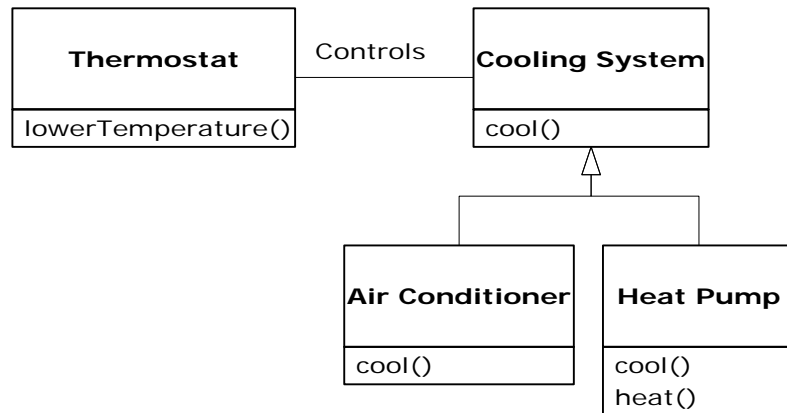 Thermostat
lowerTemperature()
Controls
Cooling System
cool()
Air Conditioner
cool()
Heat Pump
cool()
heat()